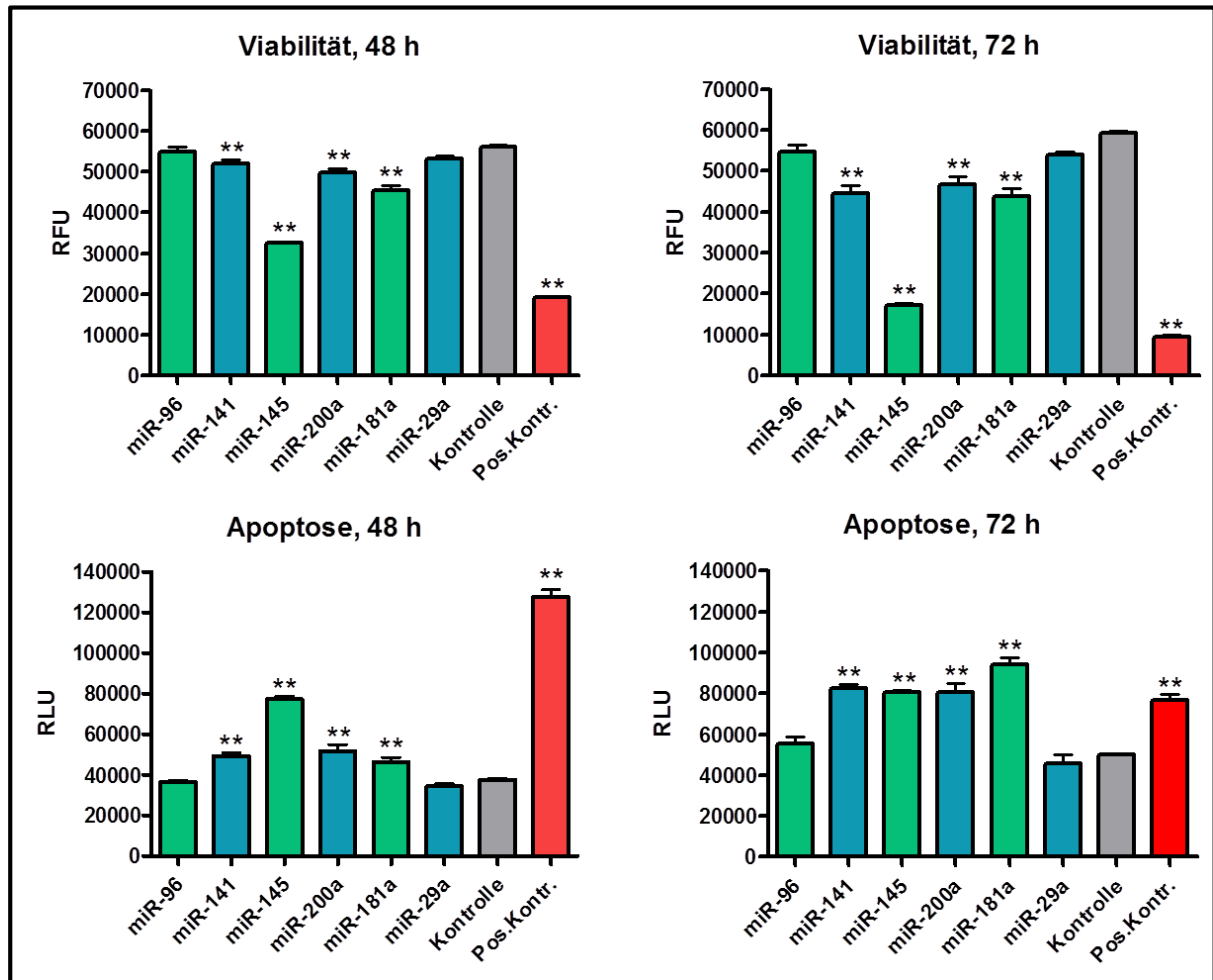 Viabilität, 48 h
70000
60000
50000
40000
30000
20000
10000
0
RFU
**
**
**
**
**
miR-96
miR-141
miR-145
miR-200a
miR-181a
miR-29a
Kontrolle
Pos.Kontr.
Viabilität, 72 h
70000
60000
50000
40000
30000
20000
10000
0
RFU
**
**
**
**
**
miR-96
miR-141
miR-145
miR-200a
miR-181a
miR-29a
Kontrolle
Pos.Kontr.
Apoptose, 48 h
140000
120000
100000
80000
60000
40000
20000
0
RLU
**
**
**
**
**
miR-96
miR-141
miR-145
miR-200a
miR-181a
miR-29a
Kontrolle
Pos.Kontr.
Apoptose, 72 h
140000
120000
100000
80000
60000
40000
20000
0
RLU
**
**
**
**
**
miR-96
miR-141
miR-145
miR-200a
miR-181a
miR-29a
Kontrolle
Pos.Kontr.